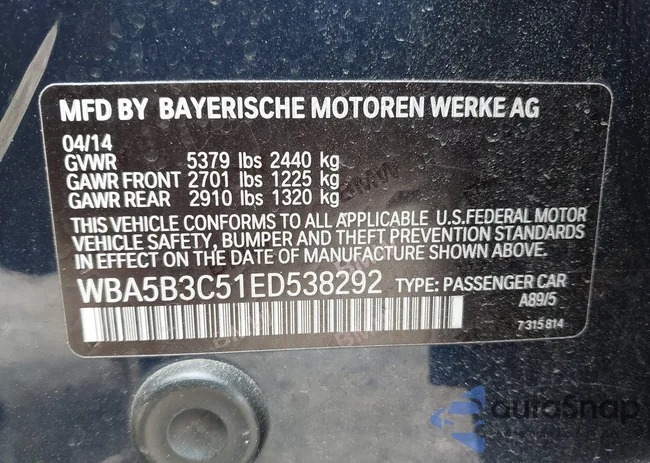 MFD BY BAYERISCHE MOTOREN WERKE AG
04/14
GVWR 5379 lbs 2440 kg
GAWR FRONT 2701 lbs 1225 kg
GAWR REAR 2910 lbs 1320 kg
THIS VEHICLE CONFORMS TO ALL APPLICABLE U.S.FEDERAL MOTOR
VEHICLE SAFETY, BUMPER AND THEFT PREVENTION STANDARDS
IN EFFECT ON THE DATE OF MANUFACTURE SHOWN ABOVE.
WBA5B3C51ED538292 TYPE: PASSENGER CAR
A89/5
7 315 814
autoSnap